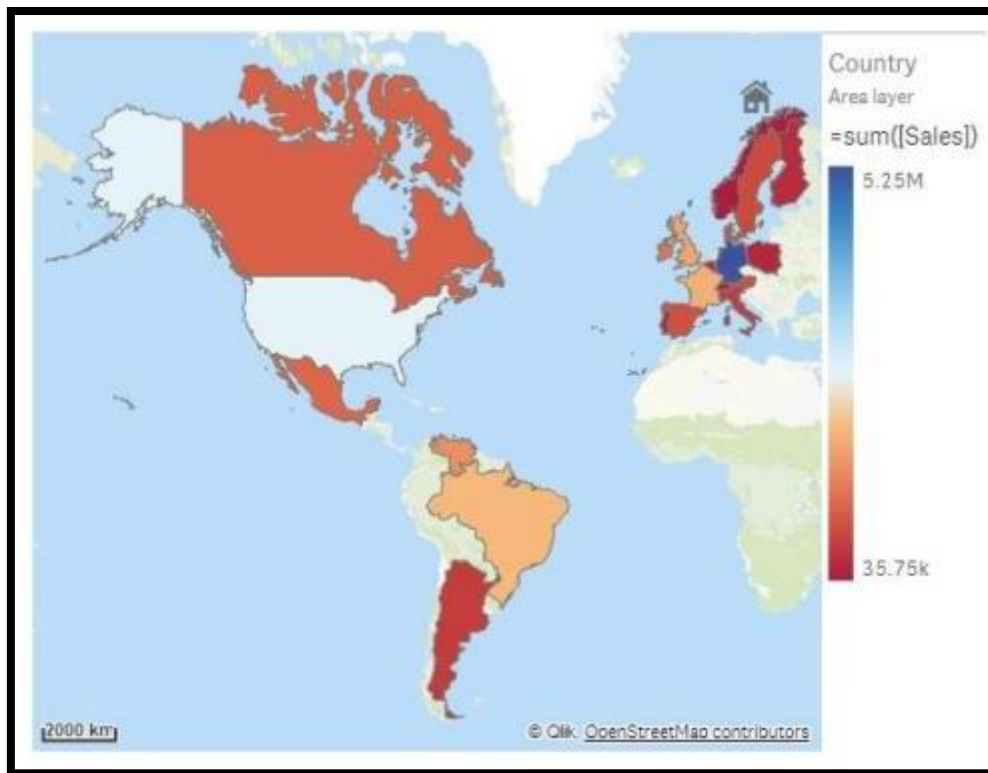 Country
Area layer
=sum([Sales])
5.25M
35.75k
2000 km
© Qlik, OpenStreetMap contributors